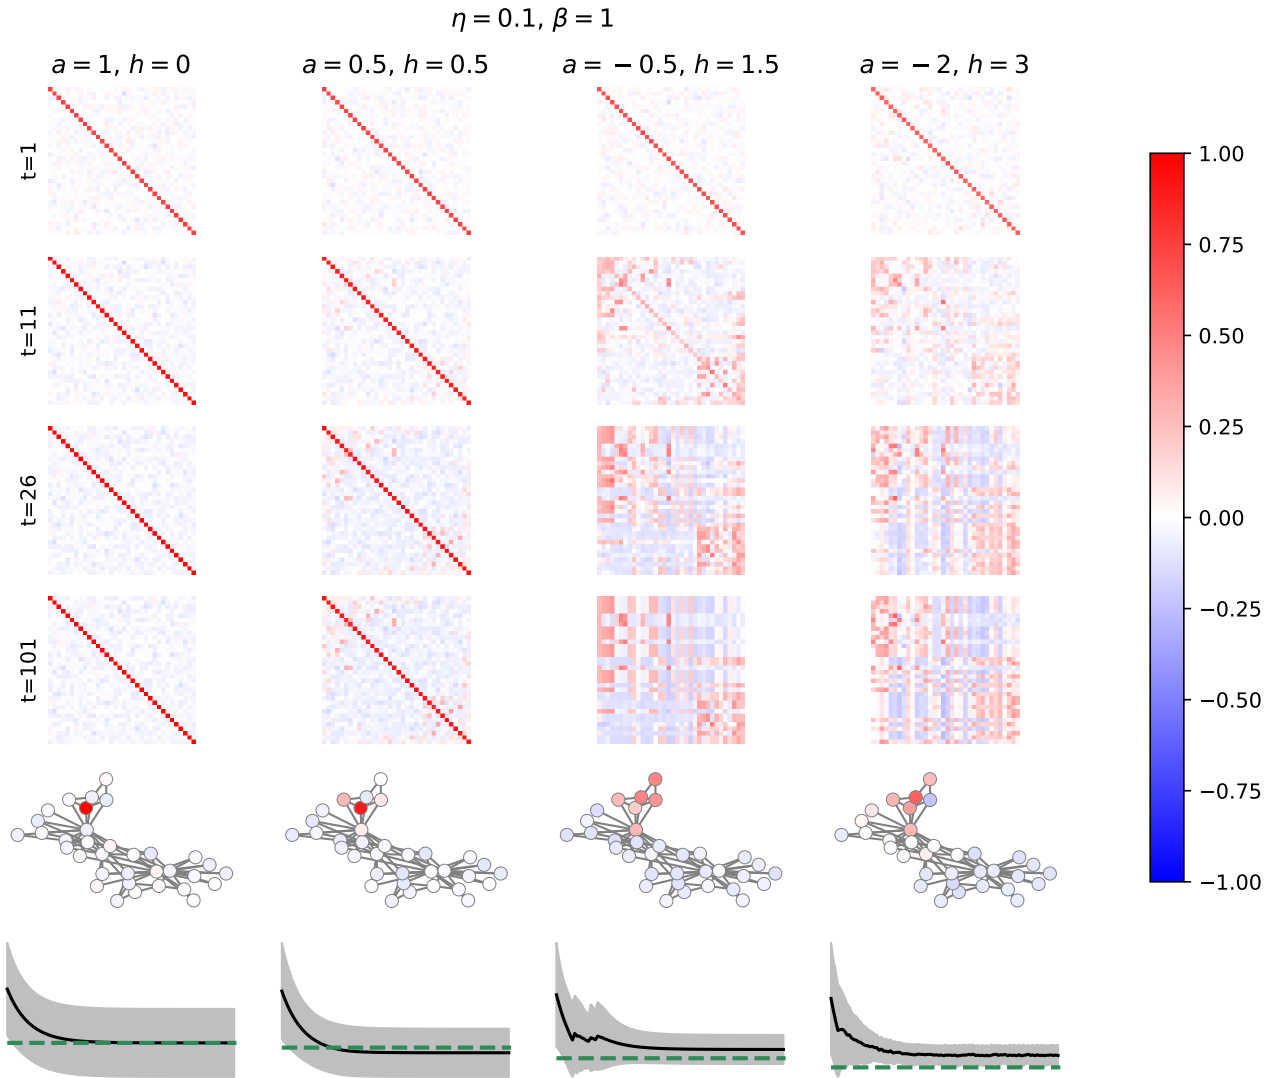 η = 0.1, β = 1
a = 1, h = 0
a = 0.5, h = 0.5
a = −0.5, h = 1.5
a = −2, h = 3
t=1
t=11
t=26
t=101
1.00
0.75
0.50
0.25
0.00
−0.25
−0.50
−0.75
−1.00